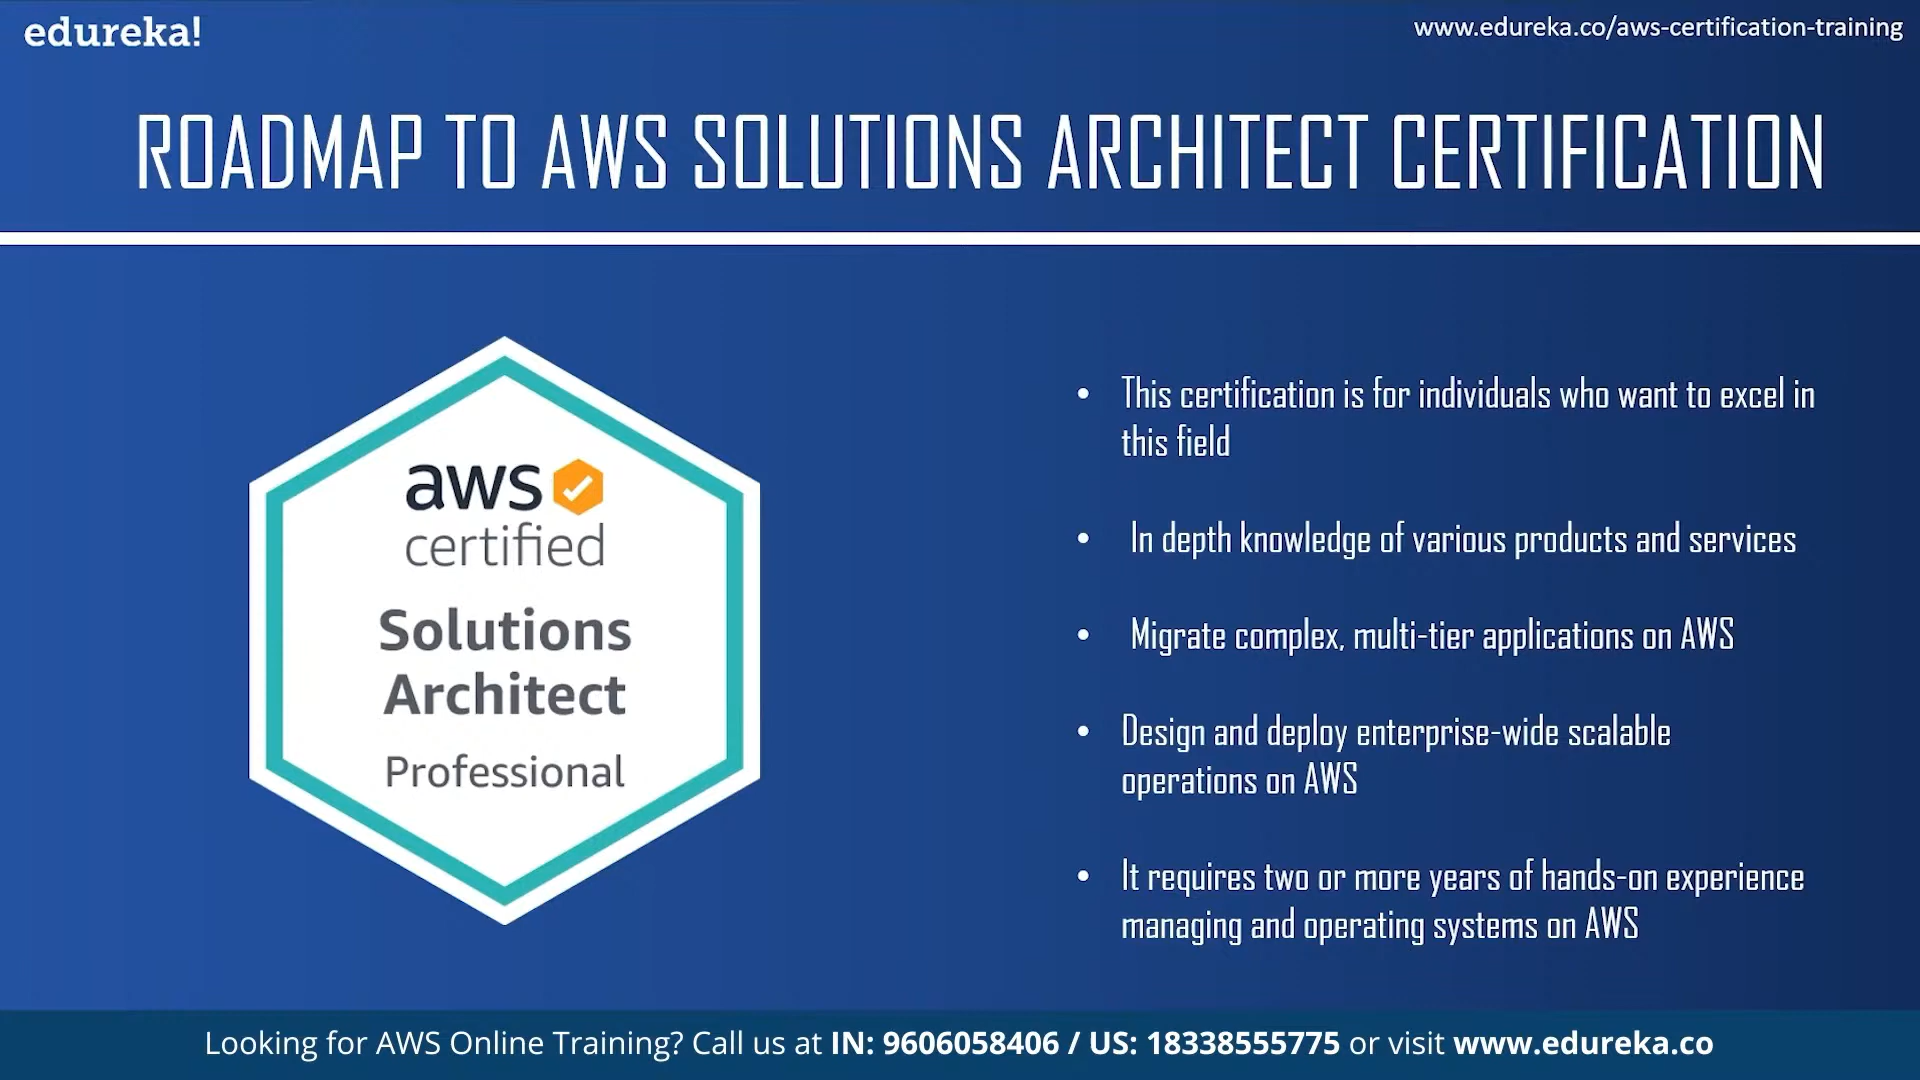 edureka!
www.edureka.co/aws-certification-training
ROADMAP TO AWS SOLUTIONS ARCHITECT CERTIFICATION
aws
certified
Solutions
Architect
Professional
• This certification is for individuals who want to excel in
this field
• In depth knowledge of various products and services
• Migrate complex, multi-tier applications on AWS
• Design and deploy enterprise-wide scalable
operations on AWS
• It requires two or more years of hands-on experience
managing and operating systems on AWS
Looking for AWS Online Training? Call us at IN: 9606058406 / US: 18338555775 or visit www.edureka.co